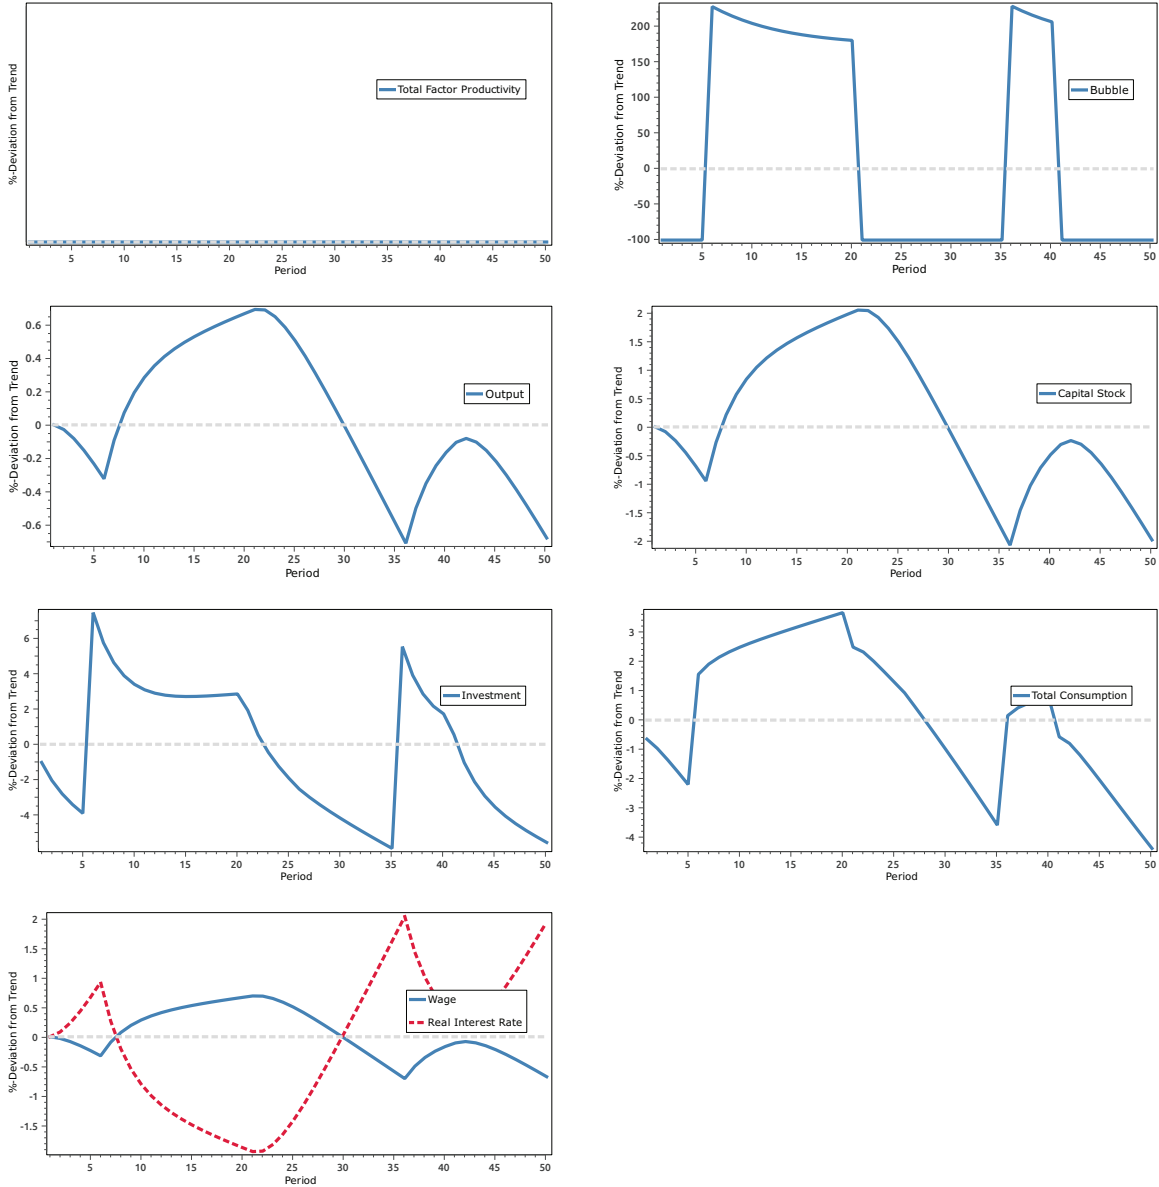 %-Deviation from Trend
Total Factor Productivity
5 10 15 20 25 30 35 40 45 50
Period
%-Deviation from Trend
200
150
100
50
0
-50
-100
Bubble
5 10 15 20 25 30 35 40 45 50
Period
%-Deviation from Trend
0.6
0.4
0.2
0
-0.2
-0.4
-0.6
Output
5 10 15 20 25 30 35 40 45 50
Period
%-Deviation from Trend
2
1.5
1
0.5
0
-0.5
-1
-1.5
-2
Capital Stock
5 10 15 20 25 30 35 40 45 50
Period
%-Deviation from Trend
6
4
2
0
-2
-4
Investment
5 10 15 20 25 30 35 40 45 50
Period
%-Deviation from Trend
3
2
1
0
-1
-2
-3
-4
Total Consumption
5 10 15 20 25 30 35 40 45 50
Period
%-Deviation from Trend
2
1.5
1
0.5
0
-0.5
-1
-1.5
Wage
Real Interest Rate
5 10 15 20 25 30 35 40 45 50
Period